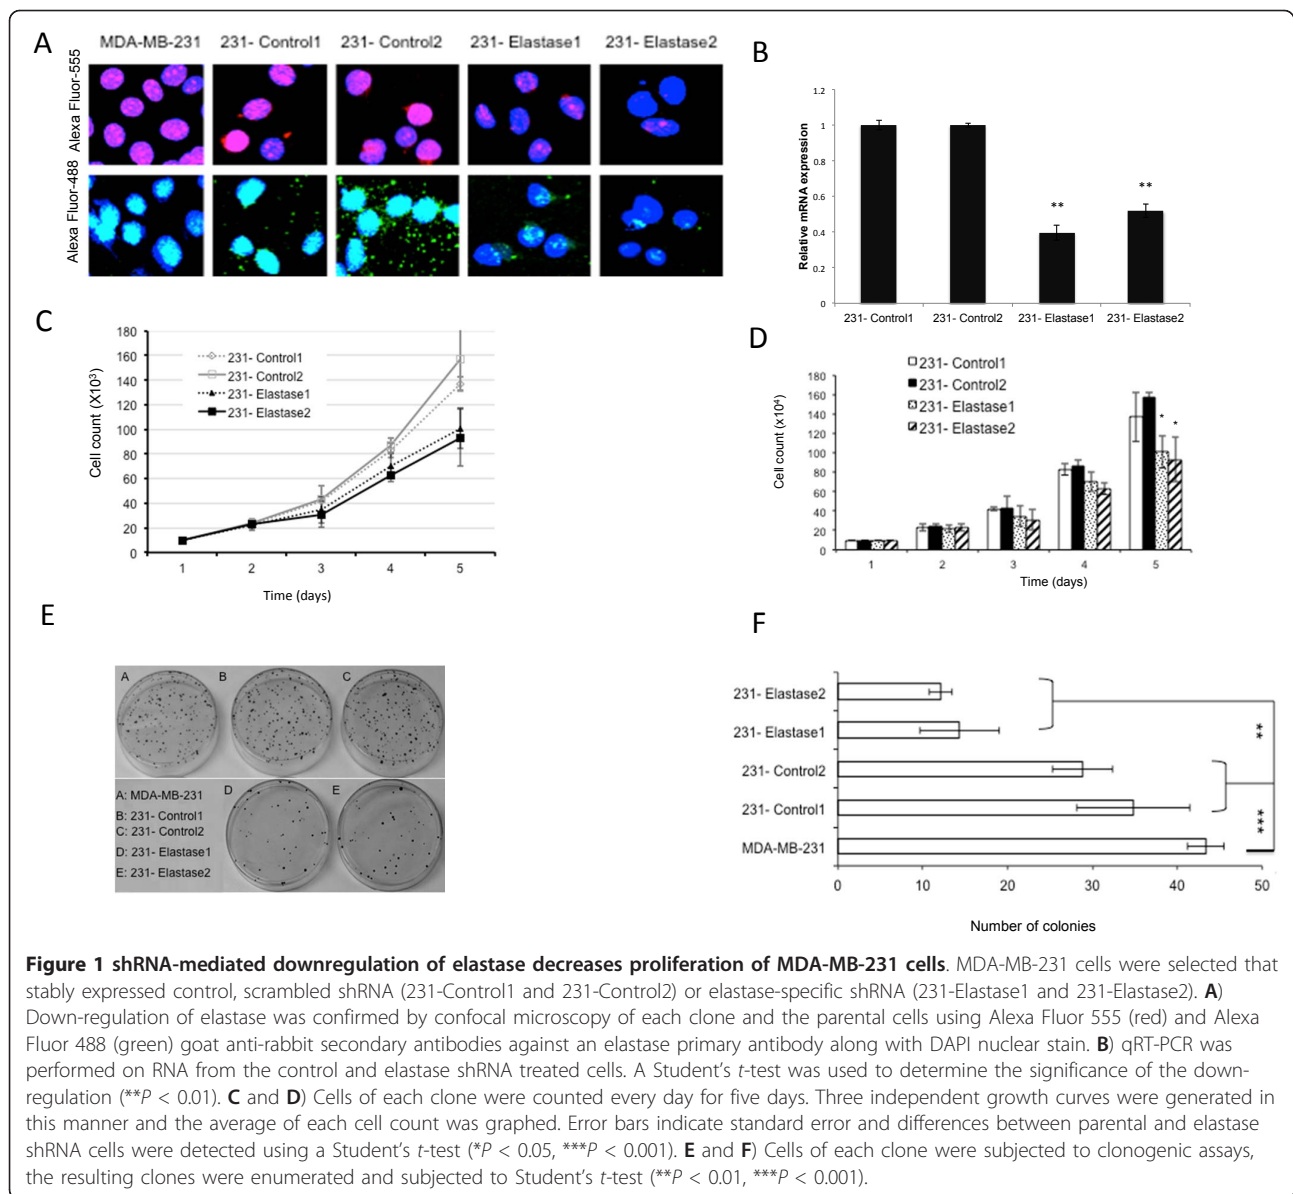 A
MDA-MB-231 231- Control1 231- Control2 231- Elastase1 231- Elastase2
Alexa Fluor-555
Alexa Fluor-488
B
Relative mRNA expression
1.2
1
0.8
0.6
0.4
0.2
0
**
**
231- Control1 231- Control2 231- Elastase1 231- Elastase2
C
Cell count (X10³)
180
160
140
120
100
80
60
40
20
0
231- Control1
231- Control2
231- Elastase1
231- Elastase2
1 2 3 4 5
Time (days)
D
Cell count (x10⁴)
180
160
140
120
100
80
60
40
20
0
231- Control1
231- Control2
231- Elastase1
231- Elastase2
*
*
1 2 3 4 5
Time (days)
E
A B C
A: MDA-MB-231
B: 231- Control1
C: 231- Control2
D: 231- Elastase1
E: 231- Elastase2
D E
F
231- Elastase2
231- Elastase1
231- Control2
231- Control1
MDA-MB-231
**
***
0 10 20 30 40 50
Number of colonies
Figure 1 shRNA-mediated downregulation of elastase decreases proliferation of MDA-MB-231 cells. MDA-MB-231 cells were selected that
stably expressed control, scrambled shRNA (231-Control1 and 231-Control2) or elastase-specific shRNA (231-Elastase1 and 231-Elastase2). A)
Down-regulation of elastase was confirmed by confocal microscopy of each clone and the parental cells using Alexa Fluor 555 (red) and Alexa
Fluor 488 (green) goat anti-rabbit secondary antibodies against an elastase primary antibody along with DAPI nuclear stain. B) qRT-PCR was
performed on RNA from the control and elastase shRNA treated cells. A Student's t-test was used to determine the significance of the down-
regulation (**P < 0.01). C and D) Cells of each clone were counted every day for five days. Three independent growth curves were generated in
this manner and the average of each cell count was graphed. Error bars indicate standard error and differences between parental and elastase
shRNA cells were detected using a Student's t-test (*P < 0.05, ***P < 0.001). E and F) Cells of each clone were subjected to clonogenic assays,
the resulting clones were enumerated and subjected to Student's t-test (**P < 0.01, ***P < 0.001).